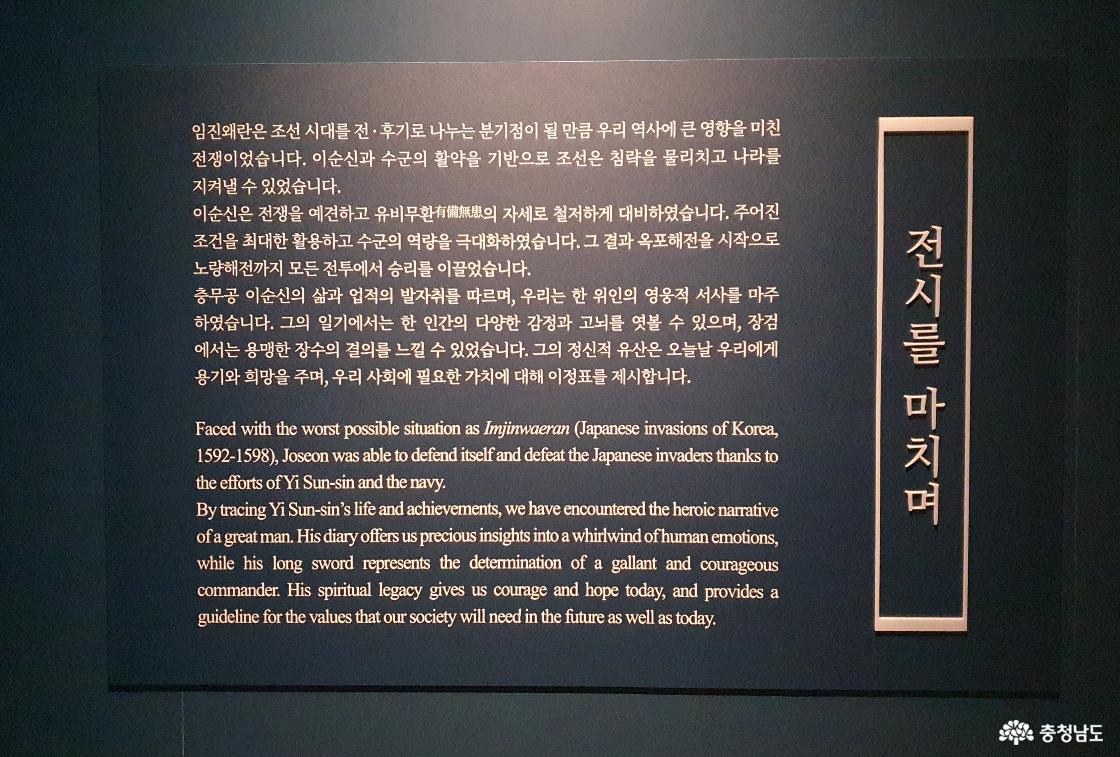 임진왜란은 조선 시대를 전·후기로 나누는 분기점이 될 만큼 우리 역사에 큰 영향을 미친
전쟁이었습니다. 이순신과 수군의 활약을 기반으로 조선은 침략을 물리치고 나라를
지켜낼 수 있었습니다.
이순신은 전쟁을 예견하고 유비무환有備無患의 자세로 철저하게 대비하였습니다. 주어진
조건을 최대한 활용하고 수군의 역량을 극대화하였습니다. 그 결과 옥포해전을 시작으로
노량해전까지 모든 전투에서 승리를 이끌었습니다.
충무공 이순신의 삶과 업적의 발자취를 따르며, 우리는 한 위인의 영웅적 서사를 마주
하였습니다. 그의 일기에서는 한 인간의 다양한 감정과 고뇌를 엿볼 수 있으며, 장검
에서는 용맹한 장수의 결의를 느낄 수 있었습니다. 그의 정신적 유산은 오늘날 우리에게
용기와 희망을 주며, 우리 사회에 필요한 가치에 대해 이정표를 제시합니다.
Faced with the worst possible situation as Imjinwaeran (Japanese invasions of Korea,
1592-1598), Joseon was able to defend itself and defeat the Japanese invaders thanks to
the efforts of Yi Sun-sin and the navy.
By tracing Yi Sun-sin's life and achievements, we have encountered the heroic narrative
of a great man. His diary offers us precious insights into a whirlwind of human emotions,
while his long sword represents the determination of a gallant and courageous
commander. His spiritual legacy gives us courage and hope today, and provides a
guideline for the values that our society will need in the future as well as today.
전시를 마치며
충청남도